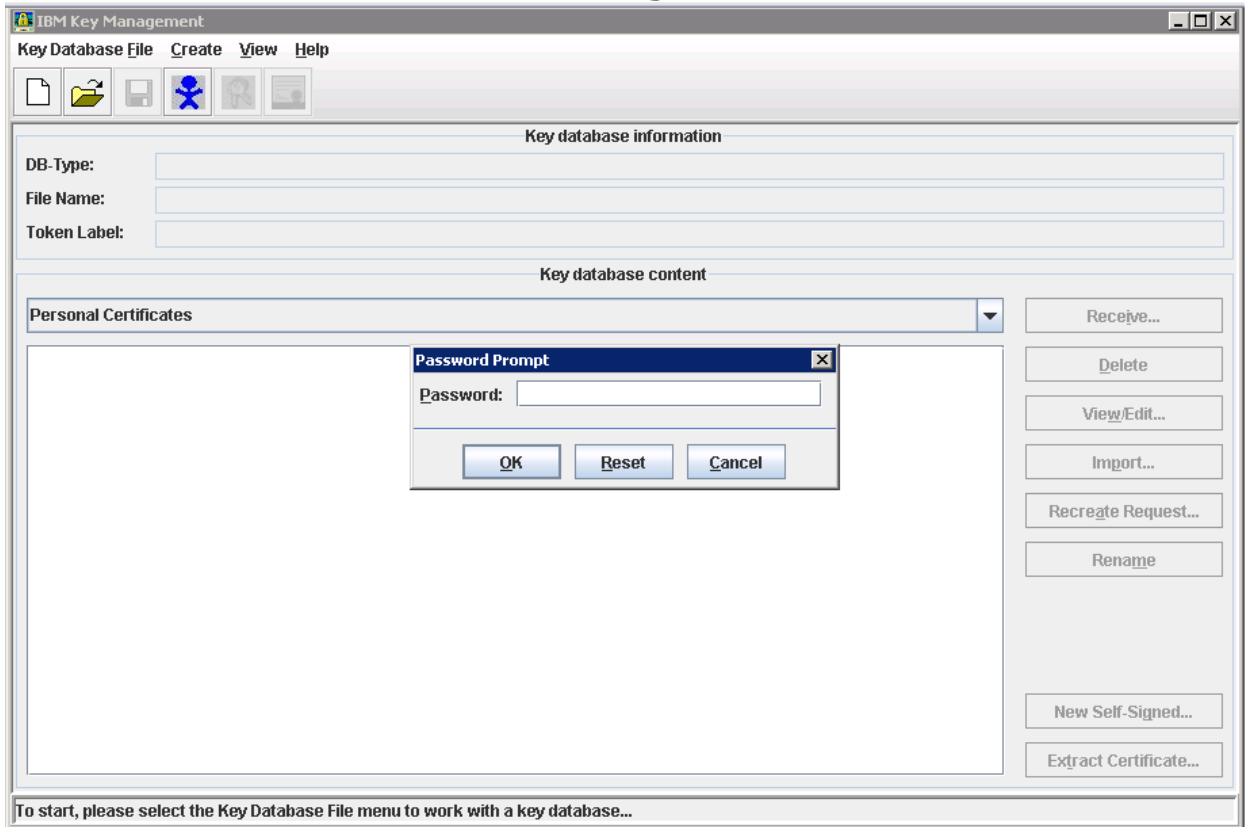 IBM Key Management
Key Database File Create View Help
Key database information
DB-Type:
File Name:
Token Label:
Key database content
Personal Certificates
Receive...
Password Prompt
Delete
Password:
View/Edit...
OK Reset Cancel
Import...
Recreate Request...
Rename
New Self-Signed...
Extract Certificate...
To start, please select the Key Database File menu to work with a key database...